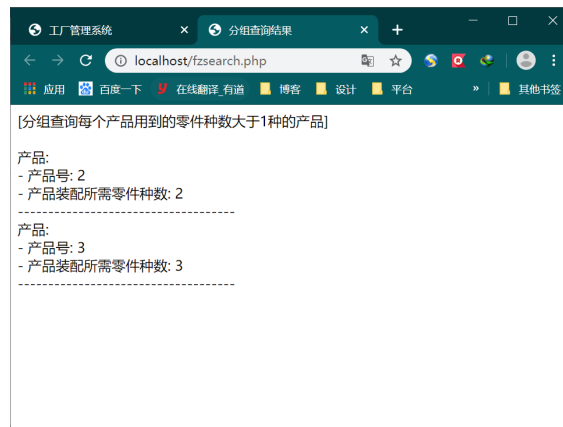 工厂管理系统
分组查询结果
localhost/fzsearch.php
应用 百度一下 在线翻译_有道 博客 设计 平台 » 其他书签
[分组查询每个产品用到的零件种数大于1种的产品]
产品:
- 产品号: 2
- 产品装配所需零件种数: 2
------------------------------------
产品:
- 产品号: 3
- 产品装配所需零件种数: 3
------------------------------------